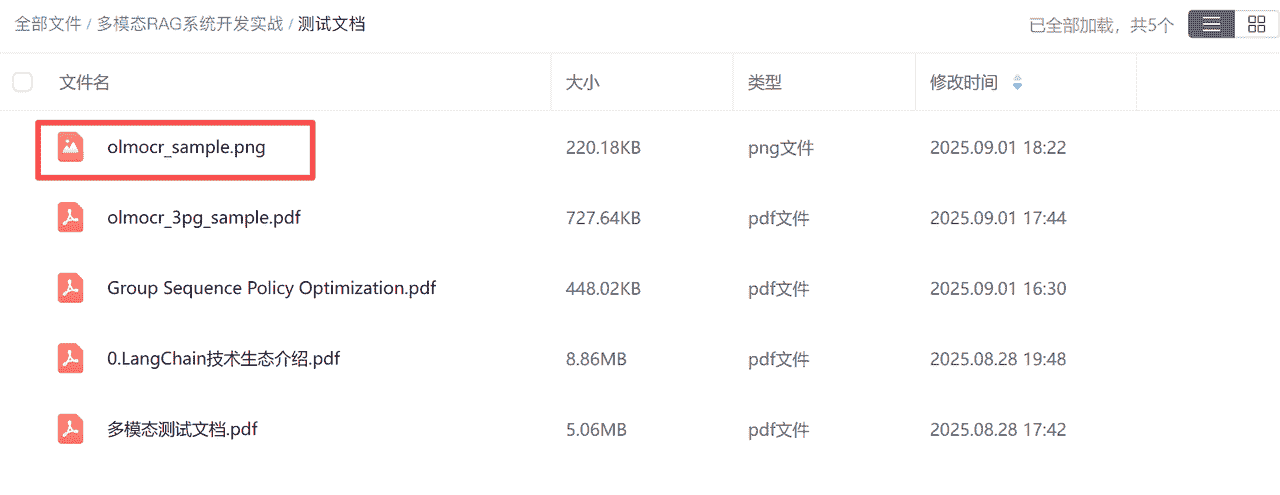 全部文件 / 多模态RAG系统开发实战 / 测试文档 已全部加载，共5个
文件名 大小 类型 修改时间
olmocr_sample.png 220.18KB png文件 2025.09.01 18:22
olmocr_3pg_sample.pdf 727.64KB pdf文件 2025.09.01 17:44
Group Sequence Policy Optimization.pdf 448.02KB pdf文件 2025.09.01 16:30
0.LangChain技术生态介绍.pdf 8.86MB pdf文件 2025.08.28 19:48
多模态测试文档.pdf 5.06MB pdf文件 2025.08.28 17:42